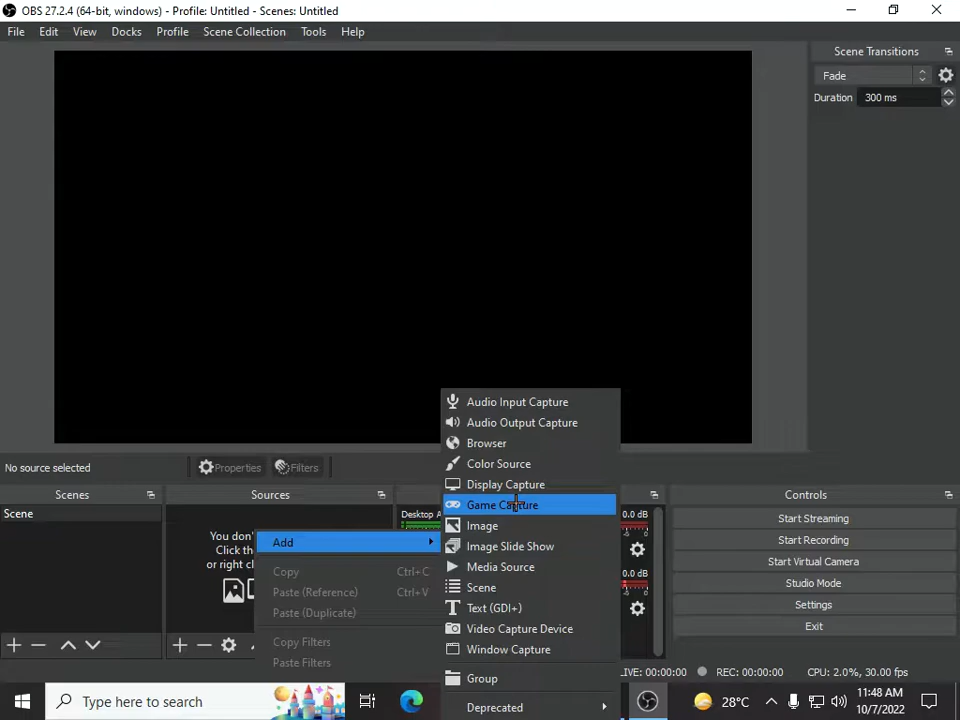 OBS 27.2.4 (64-bit, windows) - Profile: Untitled - Scenes: Untitled
File Edit View Docks Profile Scene Collection Tools Help
Scene Transitions
Fade
Duration 300 ms
No source selected Properties Filters
Scenes
Scene
Sources
You don'
Click th
or right c
Add
Copy Ctrl+C
Paste (Reference) Ctrl+V
Paste (Duplicate)
Copy Filters
Paste Filters
Audio Input Capture
Audio Output Capture
Browser
Color Source
Display Capture
Game Capture
Image
Image Slide Show
Media Source
Scene
Text (GDI+)
Video Capture Device
Window Capture
Group
Deprecated
Desktop A
0.0 dB
0.0 dB
Controls
Start Streaming
Start Recording
Start Virtual Camera
Studio Mode
Settings
Exit
LIVE: 00:00:00 REC: 00:00:00 CPU: 2.0%, 30.00 fps
Type here to search
28°C
11:48 AM
10/7/2022